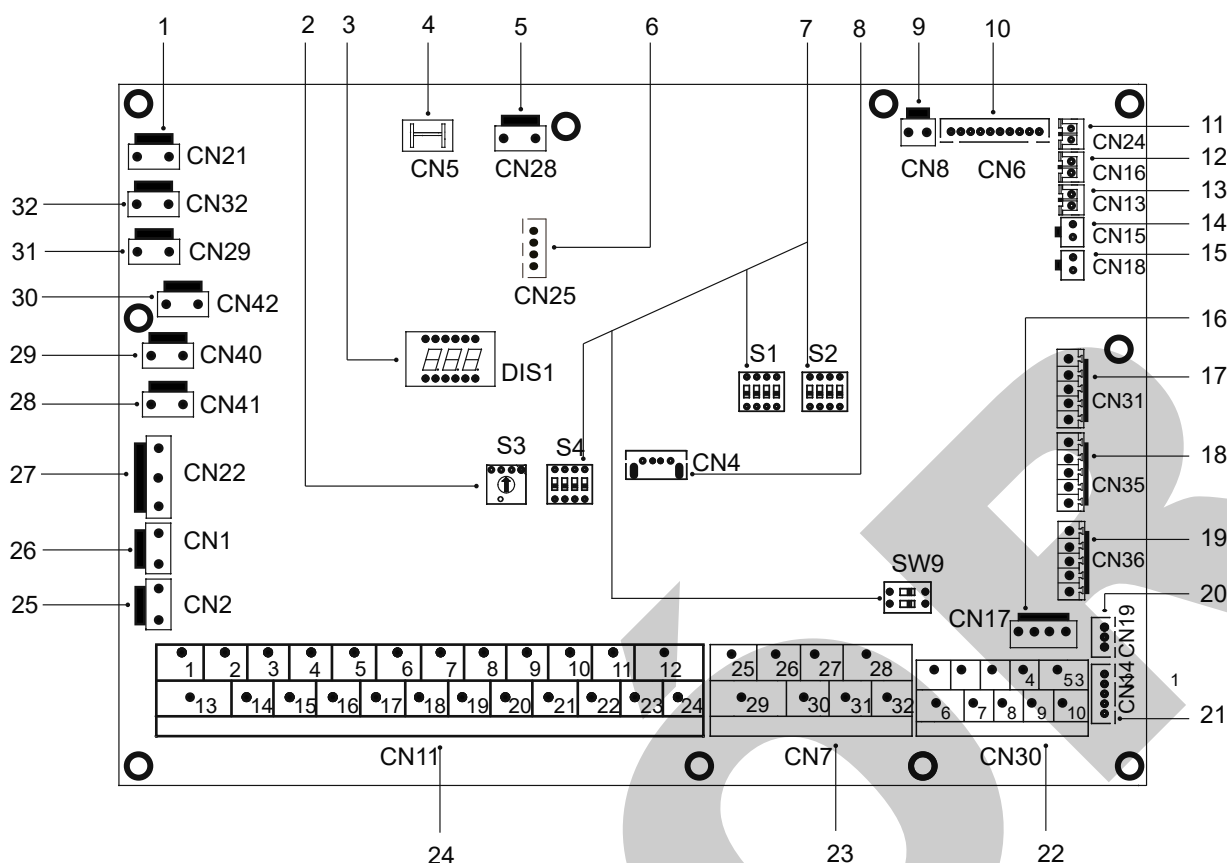 1 2 3 4 5 6 7 8 9 10
CN21 CN5 CN28 CN8 CN6 CN24 11
CN16 12
32 CN32 CN13 13
CN15 14
31 CN29 CN18 15
CN25
30 CN42
16
29 CN40 DIS1 S1 S2
CN31 17
28 CN41
S3 S4 CN4
27 CN22 CN35 18
26 CN1 CN36 19
SW9
25 CN2 20
CN17 CN19
1 2 3 4 5 6 7 8 9 10 11 12 25 26 27 28 4 53
CN44 1
13 14 15 16 17 18 19 20 21 22 23 24 29 30 31 32 6 7 8 9 10
21
CN11 CN7 CN30
24 23 22
ÓR